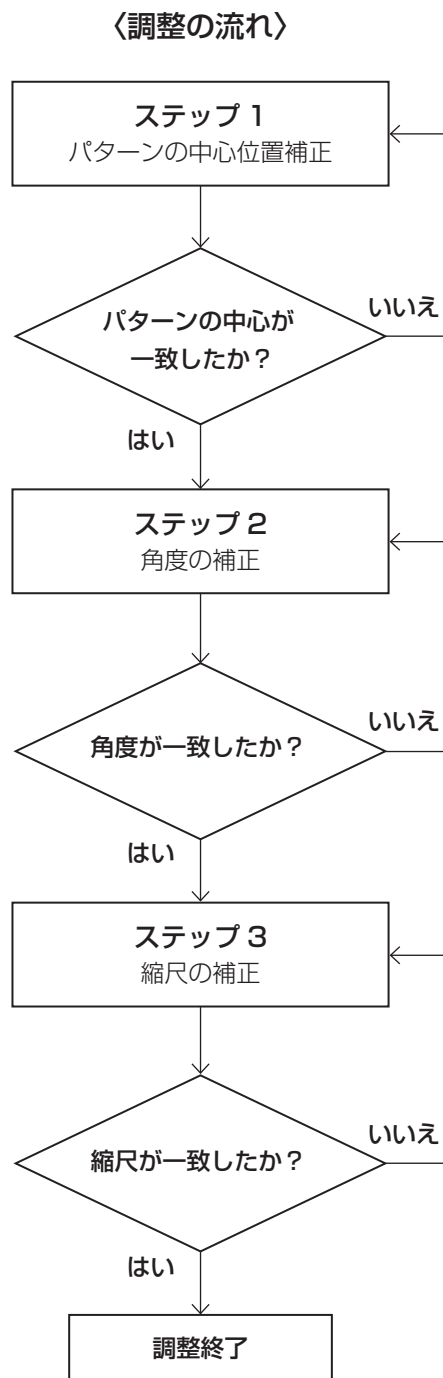 〈調整の流れ〉
ステップ 1
パターンの中心位置補正
パターンの中心が
一致したか？
いいえ
はい
ステップ 2
角度の補正
角度が一致したか？
いいえ
はい
ステップ 3
縮尺の補正
縮尺が一致したか？
いいえ
はい
調整終了